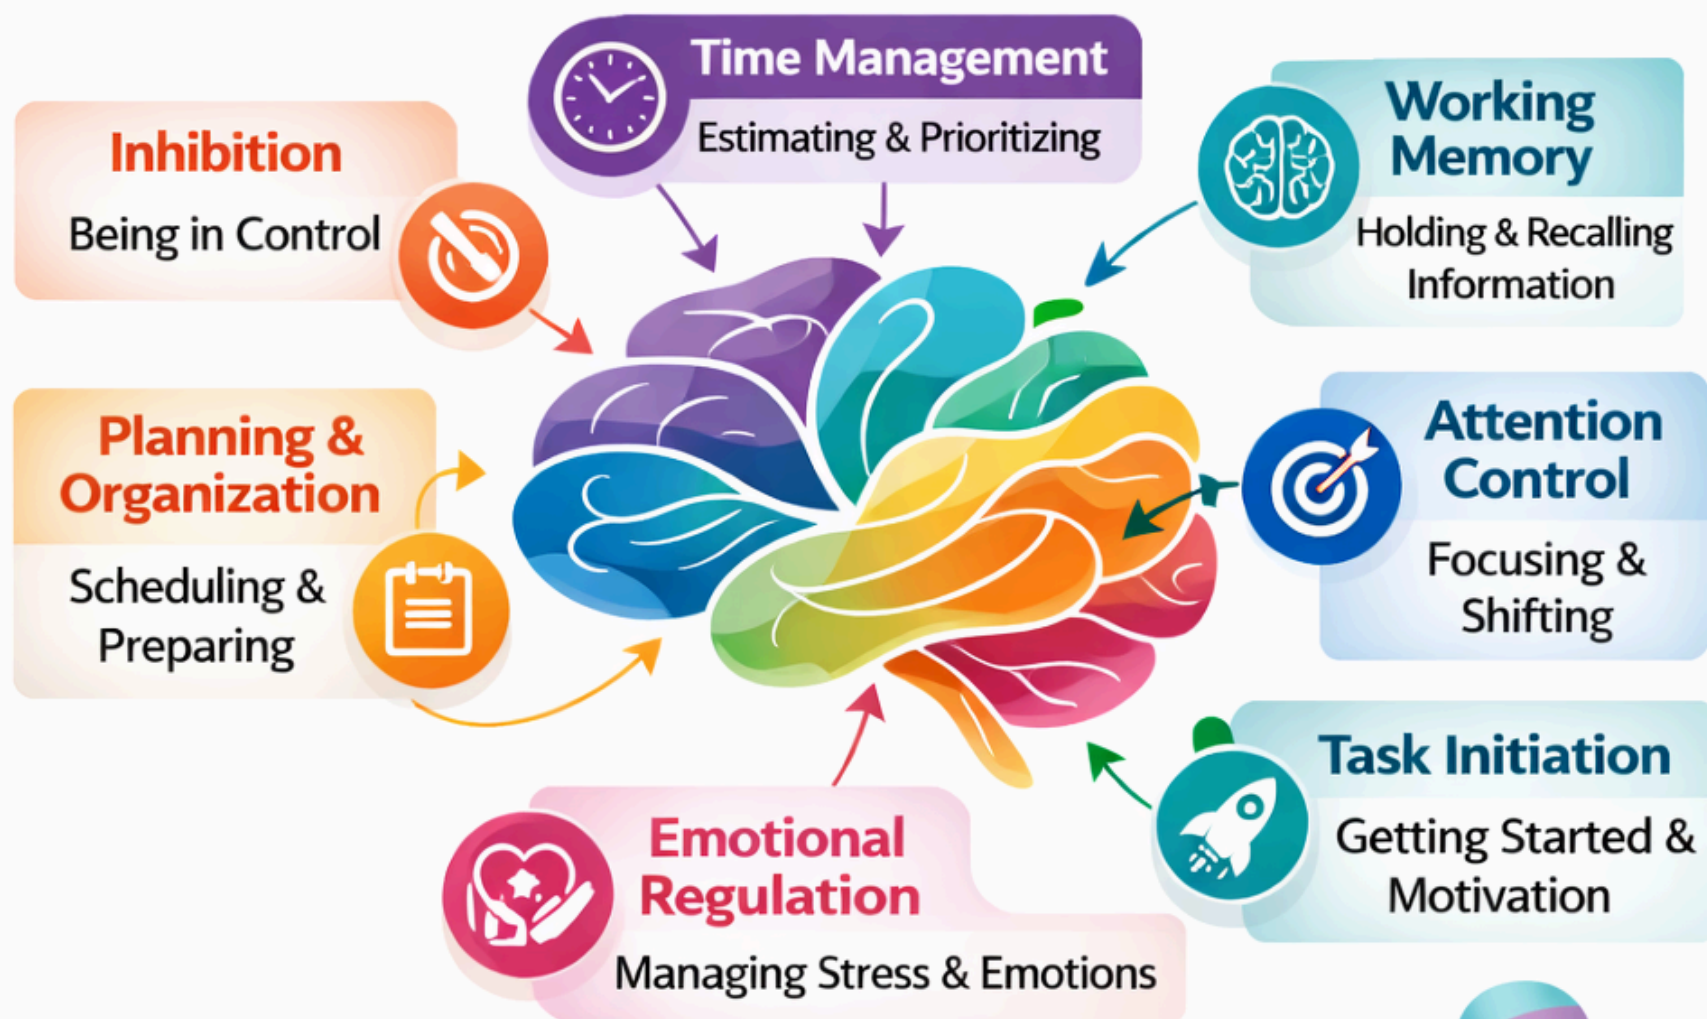 Time Management
Estimating & Prioritizing
Inhibition
Being in Control
Working
Memory
Holding & Recalling
Information
Planning &
Organization
Scheduling &
Preparing
Attention
Control
Focusing &
Shifting
Emotional
Regulation
Managing Stress & Emotions
Task Initiation
Getting Started &
Motivation